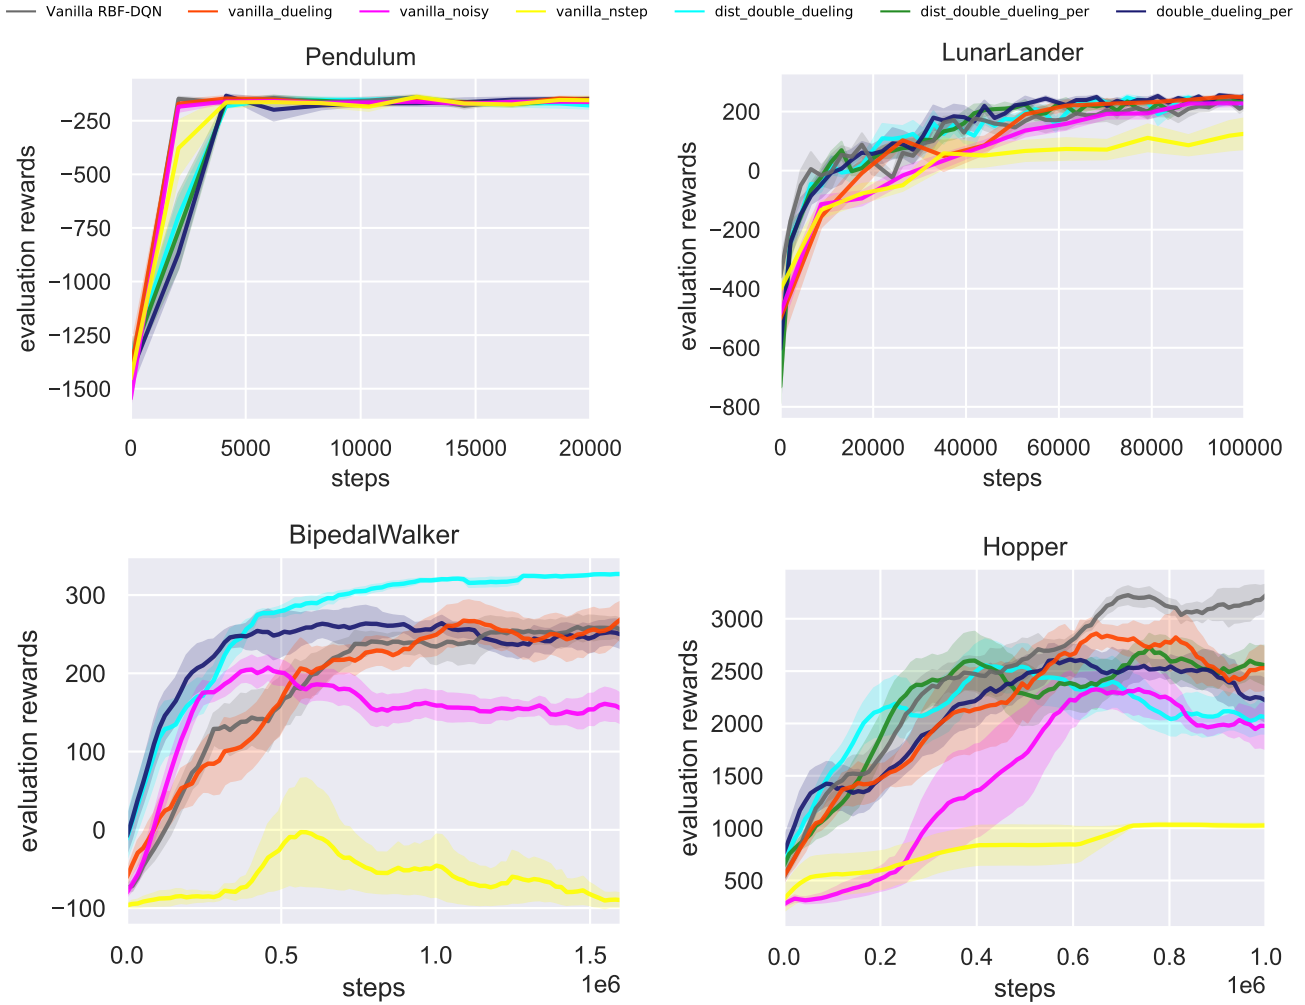 Vanilla RBF-DQN vanilla_dueling vanilla_noisy vanilla_nstep dist_double_dueling dist_double_dueling_per double_dueling_per
Pendulum
evaluation rewards
−250
−500
−750
−1000
−1250
−1500
0 5000 10000 15000 20000
steps
LunarLander
evaluation rewards
200
0
−200
−400
−600
−800
0 20000 40000 60000 80000 100000
steps
BipedalWalker
evaluation rewards
300
200
100
0
−100
0.0 0.5 1.0 1.5
1e6
steps
Hopper
evaluation rewards
3000
2500
2000
1500
1000
500
0.0 0.2 0.4 0.6 0.8 1.0
1e6
steps